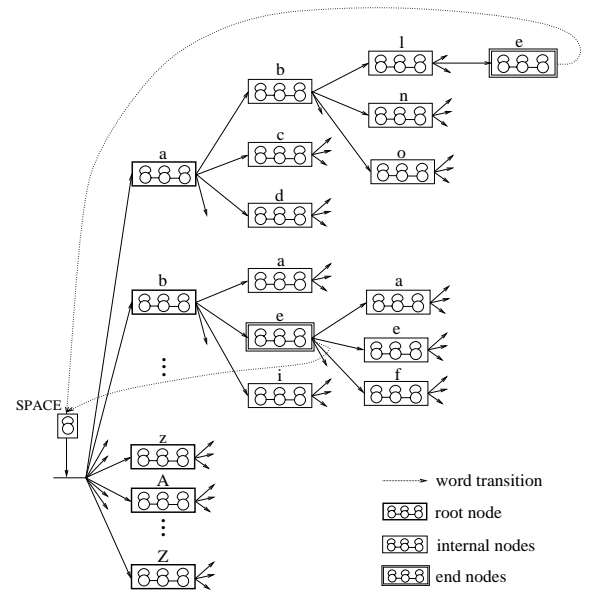 l
e
b
n
c
a
o
d
a
b
a
e
e
a
i
f
SPACE
z
A
Z
word transition
root node
internal nodes
end nodes